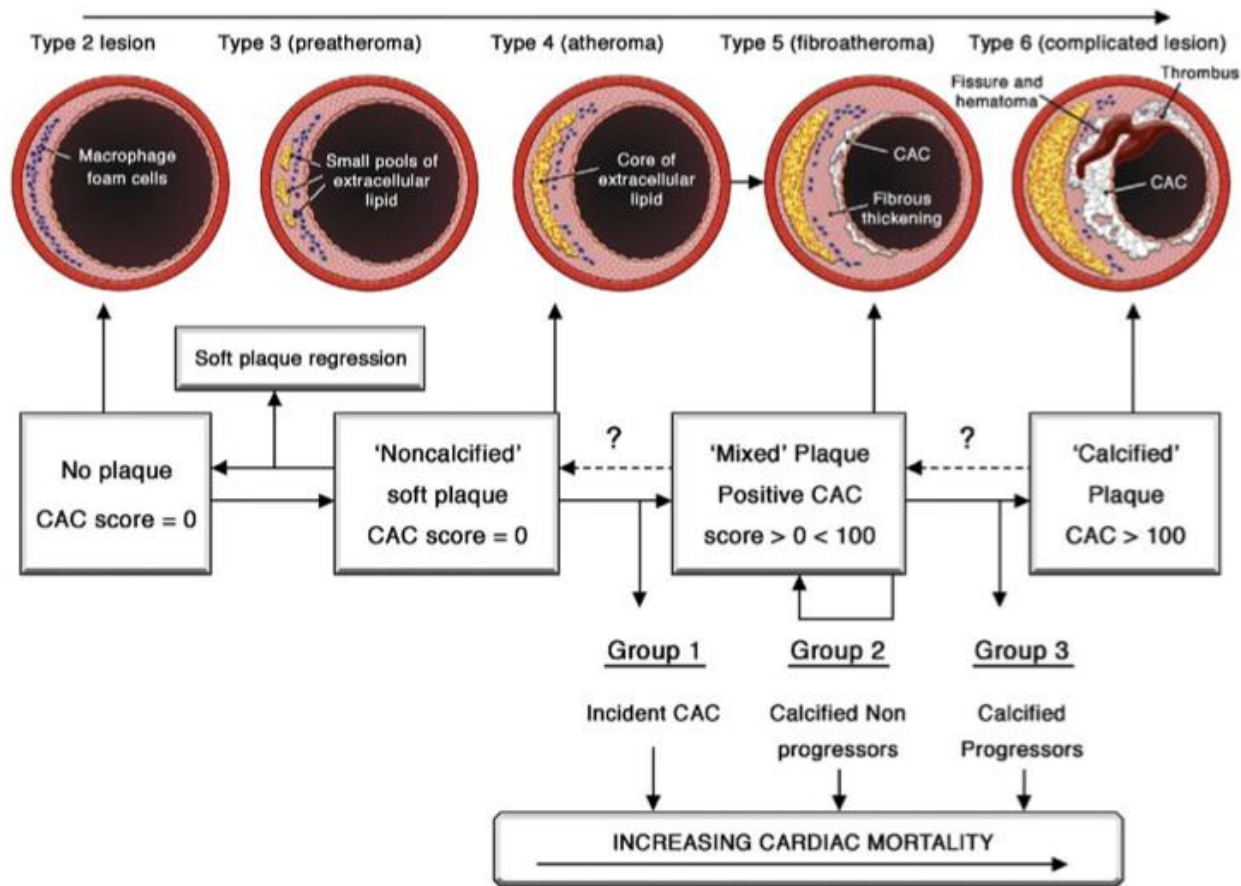 Type 2 lesion
Type 3 (preatheroma)
Type 4 (atheroma)
Type 5 (fibroatheroma)
Type 6 (complicated lesion)
Macrophage
foam cells
Small pools of
extracellular
lipid
Core of
extracellular
lipid
CAC
Fibrous
thickening
Fissure and
hematoma
Thrombus
CAC
Soft plaque regression
No plaque
CAC score = 0
'Noncalcified'
soft plaque
CAC score = 0
?
'Mixed' Plaque
Positive CAC
score > 0 < 100
?
'Calcified'
Plaque
CAC > 100
Group 1
Incident CAC
Group 2
Calcified Non
progressors
Group 3
Calcified
Progressors
INCREASING CARDIAC MORTALITY